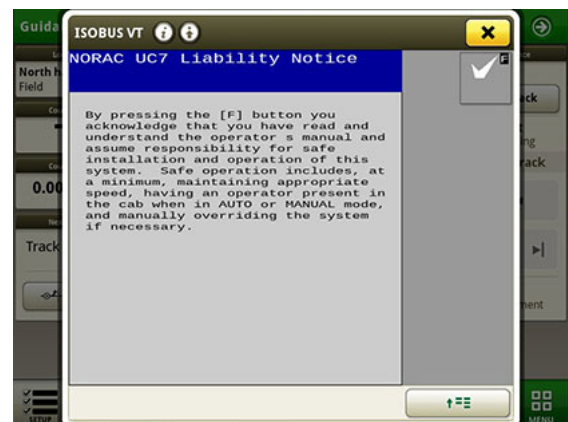 Guida
ISOBUS VT
NORAC UC7 Liability Notice
F
North h
Field
ack
ing
ack
0.00
By pressing the [F] button you
acknowledge that you have read and
understand the operator s manual and
assume responsibility for safe
installation and operation of this
system. Safe operation includes, at
a minimum, maintaining appropriate
speed, having an operator present in
the cab when in AUTO or MANUAL mode,
and manually overriding the system
if necessary.
Track
ment
SETUP
MENU